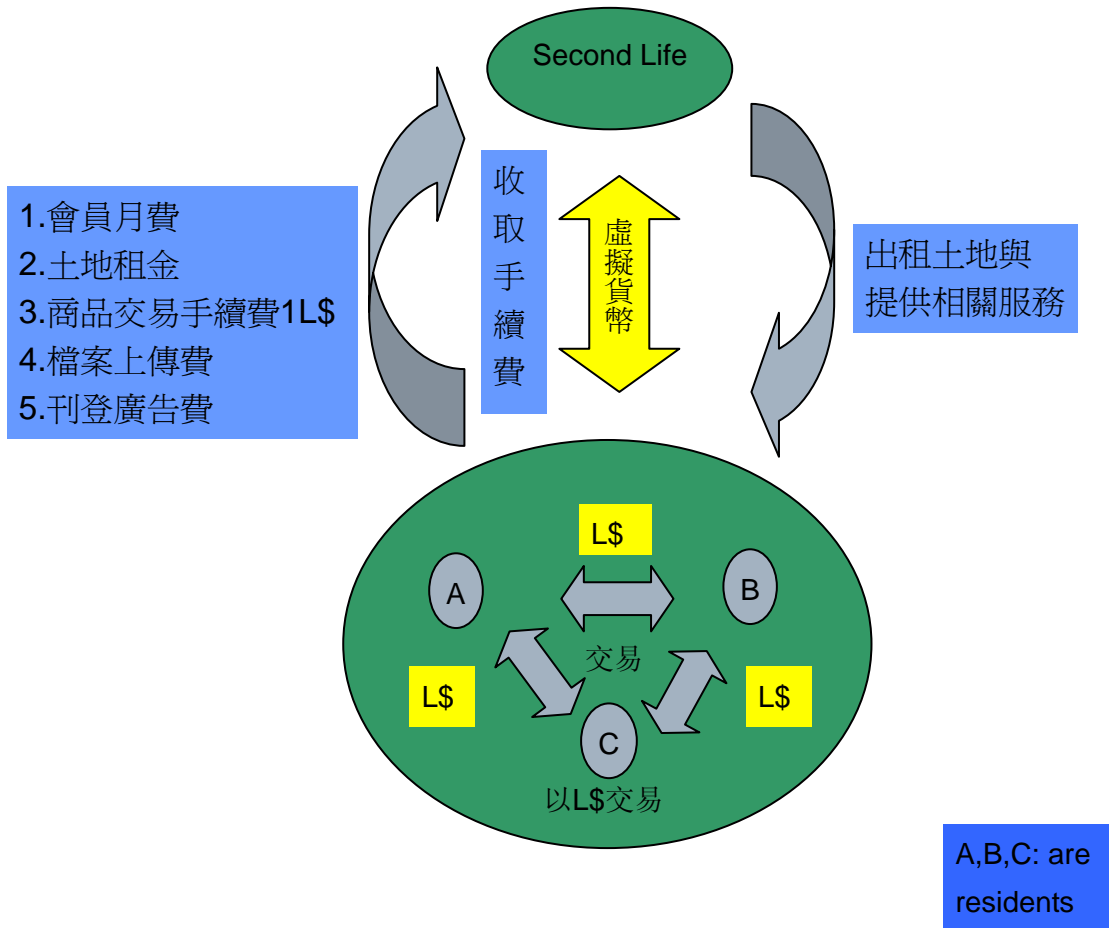 Second Life
1.會員月費
2.土地租金
3.商品交易手續費1L$
4.檔案上傳費
5.刊登廣告費
收取手續費
虛擬貨幣
出租土地與
提供相關服務
L$
A
B
交易
L$
L$
C
以L$交易
A,B,C: are
residents